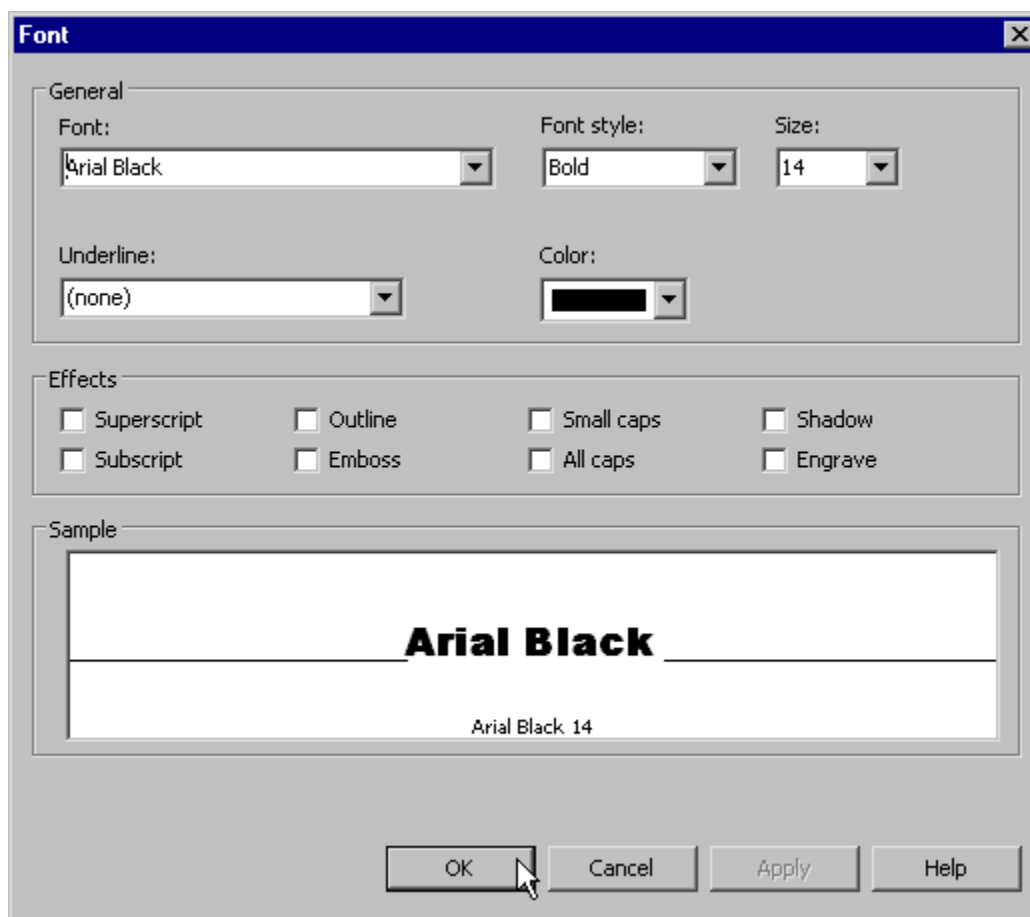 Font
General
Font: Font style: Size:
Arial Black Bold 14
Underline: Color:
(none)
Effects
Superscript Outline Small caps Shadow
Subscript Emboss All caps Engrave
Sample
Arial Black
Arial Black 14
OK Cancel Apply Help